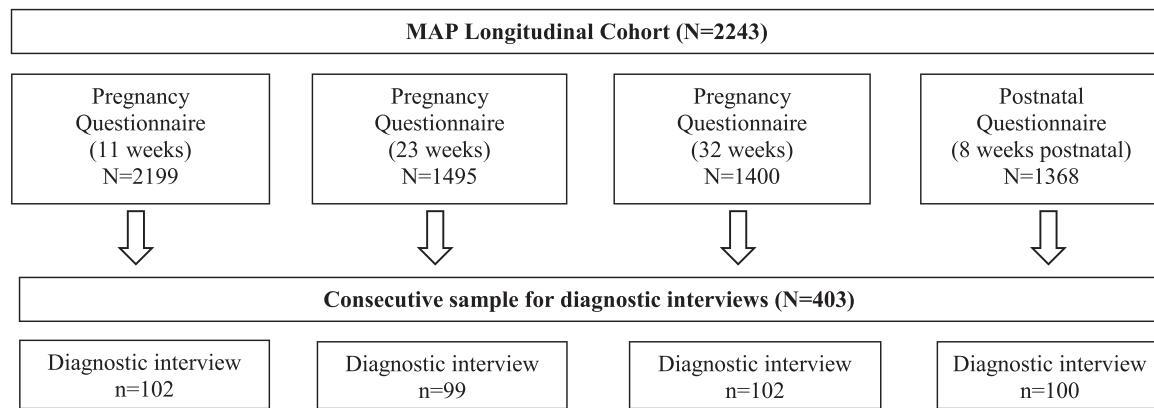 MAP Longitudinal Cohort (N=2243)
Pregnancy
Questionnaire
(11 weeks)
N=2199
Pregnancy
Questionnaire
(23 weeks)
N=1495
Pregnancy
Questionnaire
(32 weeks)
N=1400
Postnatal
Questionnaire
(8 weeks postnatal)
N=1368
Consecutive sample for diagnostic interviews (N=403)
Diagnostic interview
n=102
Diagnostic interview
n=99
Diagnostic interview
n=102
Diagnostic interview
n=100